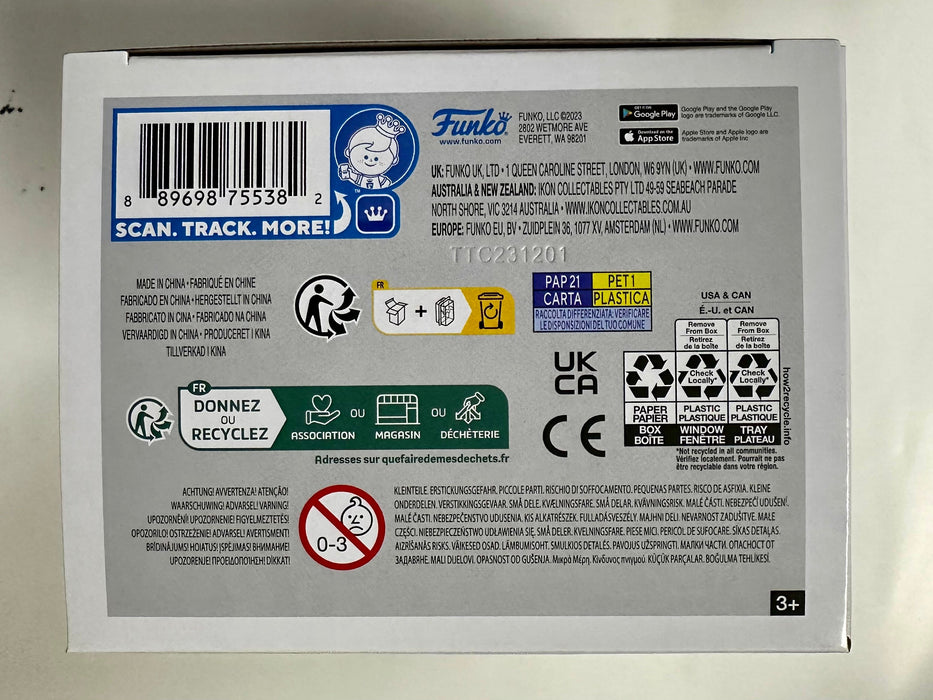 8 89698 75538 2
SCAN. TRACK. MORE!
™
Funko
www.funko.com
FUNKO, LLC ©2023
2802 WETMORE AVE
EVERETT, WA 98201
GET IT ON
Google Play
Google Play and the Google Play
logo are trademarks of Google LLC.
Download on the
App Store
Apple Store and Apple logo are
trademarks of Apple Inc
UK: FUNKO UK, LTD • 1 QUEEN CAROLINE STREET, LONDON, W6 9YN (UK) • WWW.FUNKO.COM
AUSTRALIA & NEW ZEALAND: IKON COLLECTABLES PTY LTD 49-59 SEABEACH PARADE
NORTH SHORE, VIC 3214 AUSTRALIA • WWW.IKONCOLLECTABLES.COM.AU
EUROPE: FUNKO EU, BV • ZUIDPLEIN 36, 1077 XV, AMSTERDAM (NL) • WWW.FUNKO.COM
TTC231201
MADE IN CHINA • FABRIQUÉ EN CHINE
FABRICADO EN CHINA • HERGESTELLT IN CHINA
FABBRICATO IN CINA • FABRICADO NA CHINA
VERVAARDIGD IN CHINA • PRODUCERET I KINA
TILLVERKAD I KINA
FR
+
PAP 21
CARTA
PET 1
PLASTICA
RACCOLTA DIFFERENZIATA: VERIFICARE
LE DISPOSIZIONI DEL TUO COMUNE
UK
CA
CE
USA & CAN
É.-U. et CAN
Remove
From Box
Retirez
de la boîte
Remove
From Box
Retirez
de la boîte
Check
Locally*
Check
Locally*
PAPER
PAPIER
BOX
BOÎTE
PLASTIC
PLASTIQUE
WINDOW
FENÊTRE
PLASTIC
PLASTIQUE
TRAY
PLATEAU
how2recycle.info
*Not recycled in all communities.
Vérifiez localement. Pourrait ne pas
être recyclable dans votre région.
FR
DONNEZ
OU
RECYCLEZ
ASSOCIATION
OU
MAGASIN
OU
DÉCHÈTERIE
Adresses sur quefairedemesdechets.fr
ACHTUNG! AVVERTENZA! ATENÇÃO!
WAARSCHUWING! ADVARSEL! VARNING!
UPOZORNĚNÍ! UPOZORNENIE! FIGYELMEZTETÉS!
OPOZORILO! OSTRZEŻENIE! ADVARSEL! AVERTISMENT!
BRĪDINĀJUMS! HOIATUS! ĮSPĖJIMAS! ВНИМАНИЕ!
UPOZORENJE! ΠΡΟΕΙΔΟΠΟΙΗΣΗ! DİKKAT!
0-3
KLEINTEILE. ERSTICKUNGSGEFAHR. PICCOLE PARTI. RISCHIO DI SOFFOCAMENTO. PEQUENAS PARTES. RISCO DE ASFIXIA. KLEINE
ONDERDELEN. VERSTIKKINGSGEVAAR. SMÅ DELE. KVÆLNINGSFARE. SMÅ DELAR. KVÄVNINGSRISK. MALÉ ČÁSTI. NEBEZPEČÍ UDUŠENÍ.
MALÉ ČASTI. NEBEZPEČENSTVO UDUSENIA. KIS ALKATRÉSZEK. FULLADÁSVESZÉLY. MAJHNI DELI. NEVARNOST ZADUŠITVE. MAŁE
CZĘŚCI. NIEBEZPIECZEŃSTWO UDŁAWIENIA SIĘ. SMÅ DELER. KVELNINGSFARE. PIESE MICI. PERICOL DE SUFOCARE. SĪKAS DETAĻAS.
AIZRĪŠANĀS RISKS. VÄIKESED OSAD. LÄMBUMISOHT. SMULKIOS DETALĖS. PAVOJUS UŽSPRINGTI. МАЛКИ ЧАСТИ. ОПАСНОСТ ОТ
ЗАДАВЯНЕ. MALI DIJELOVI. OPASNOST OD GUŠENJA. Μικρά Μέρη. Κίνδυνος πνιγμού. KÜÇÜK PARÇALAR. BOĞULMA TEHLİKESİ.
3+